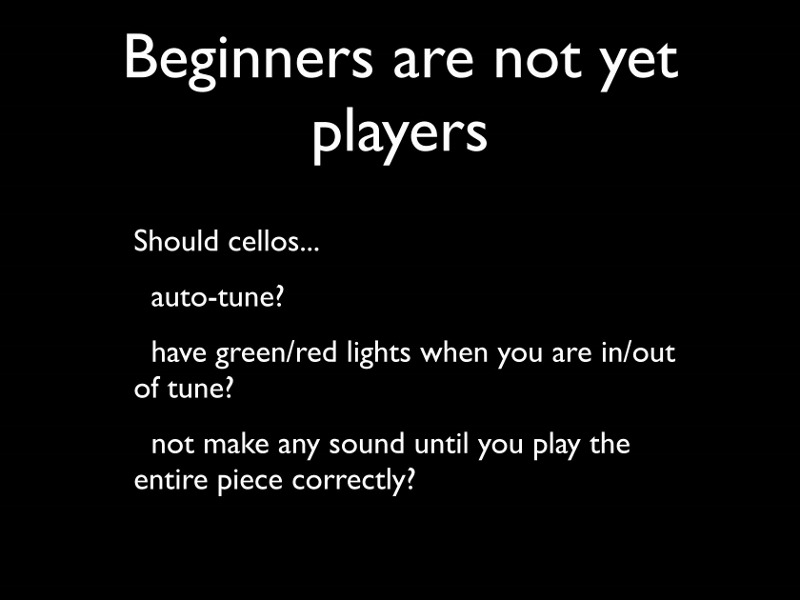 Beginners are not yet
players
Should cellos...
auto-tune?
have green/red lights when you are in/out
of tune?
not make any sound until you play the
entire piece correctly?